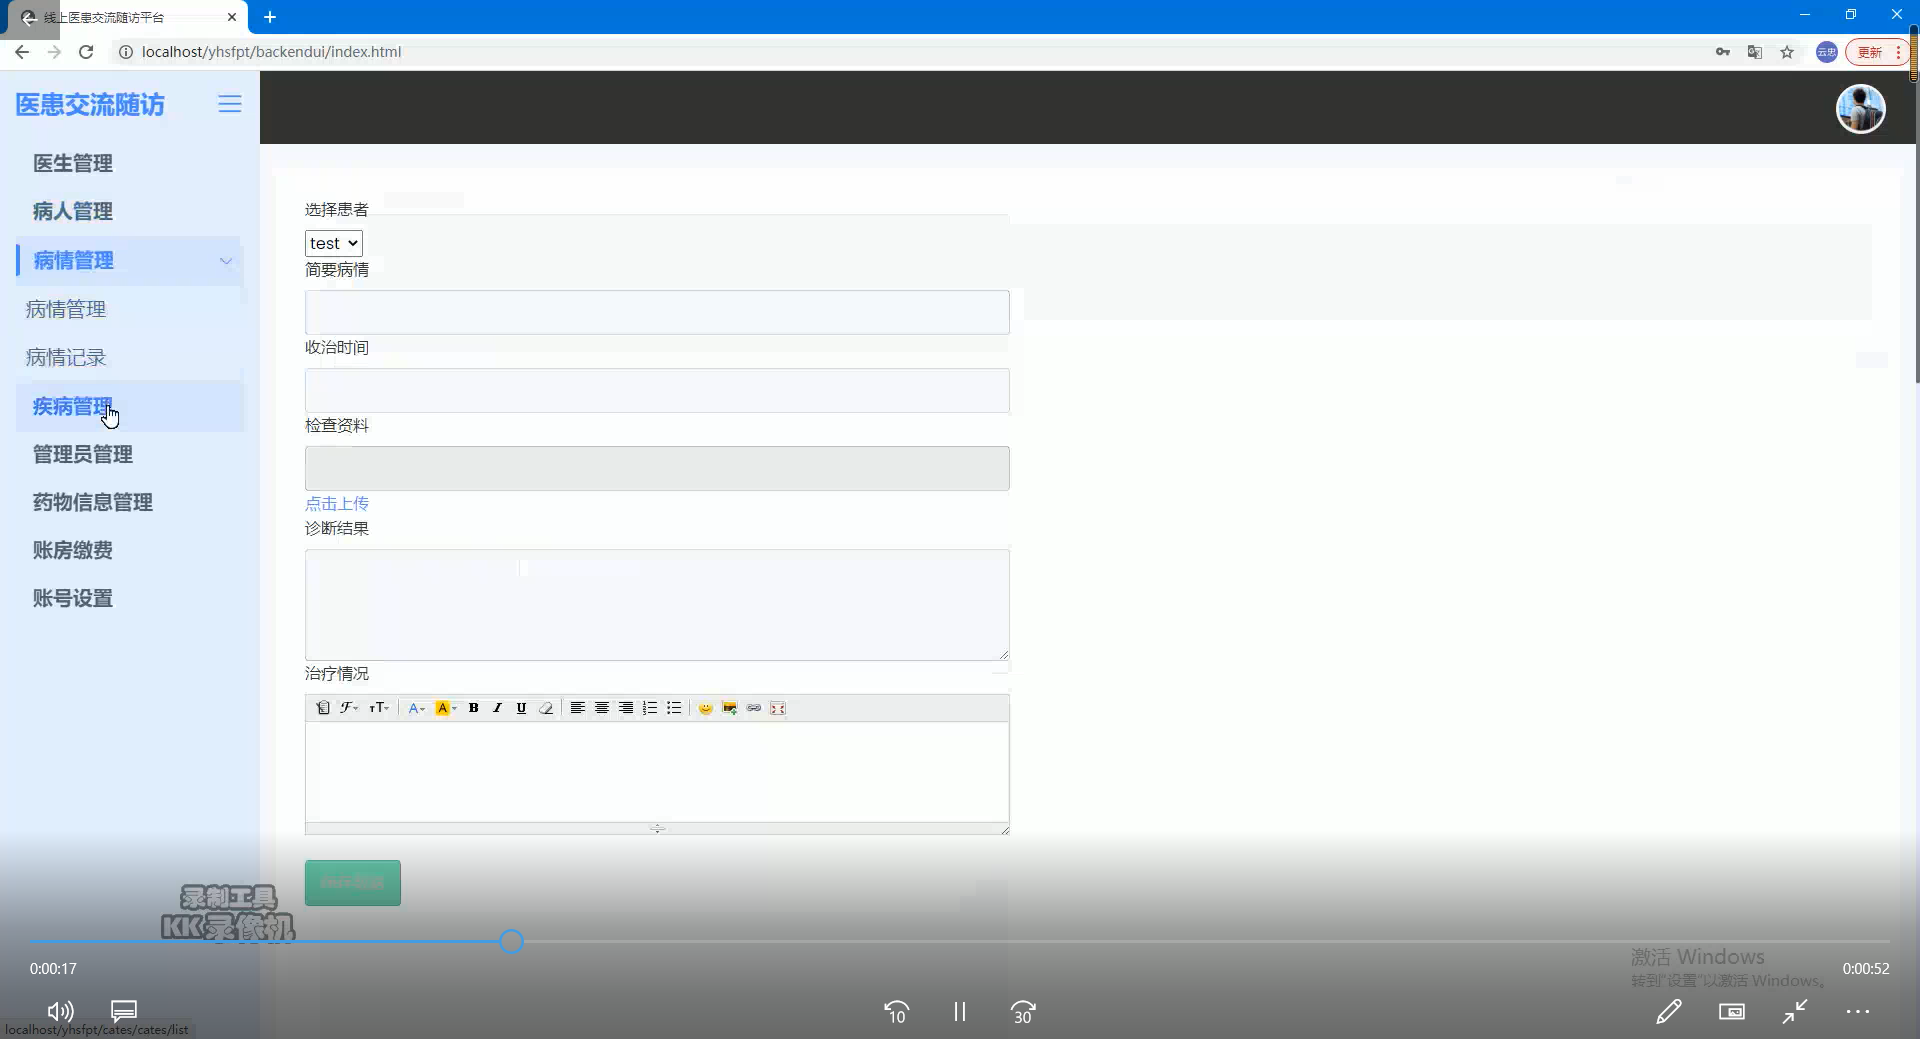 线上医患交流随访平台
localhost/yhsfpt/backendui/index.html
云忠
更新
医患交流随访
医生管理
病人管理
病情管理
病情管理
病情记录
疾病管理
管理员管理
药物信息管理
账房缴费
账号设置
选择患者
test
简要病情
收治时间
检查资料
点击上传
诊断结果
治疗情况
录制工具
KK录像机
0:00:17
激活 Windows
转到"设置"以激活 Windows。
0:00:52
10
30
localhost/yhsfpt/cates/cates/list